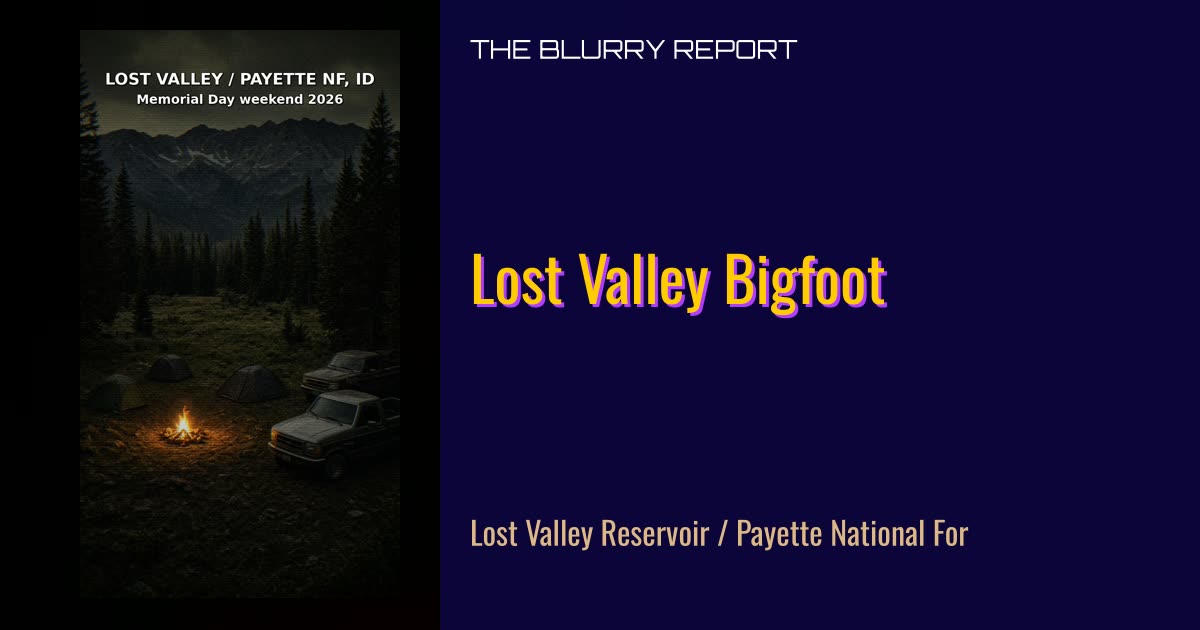 LOST VALLEY / PAYETTE NF, ID
Memorial Day weekend 2026
THE BLURRY REPORT
Lost Valley Bigfoot
Lost Valley Reservoir / Payette National For